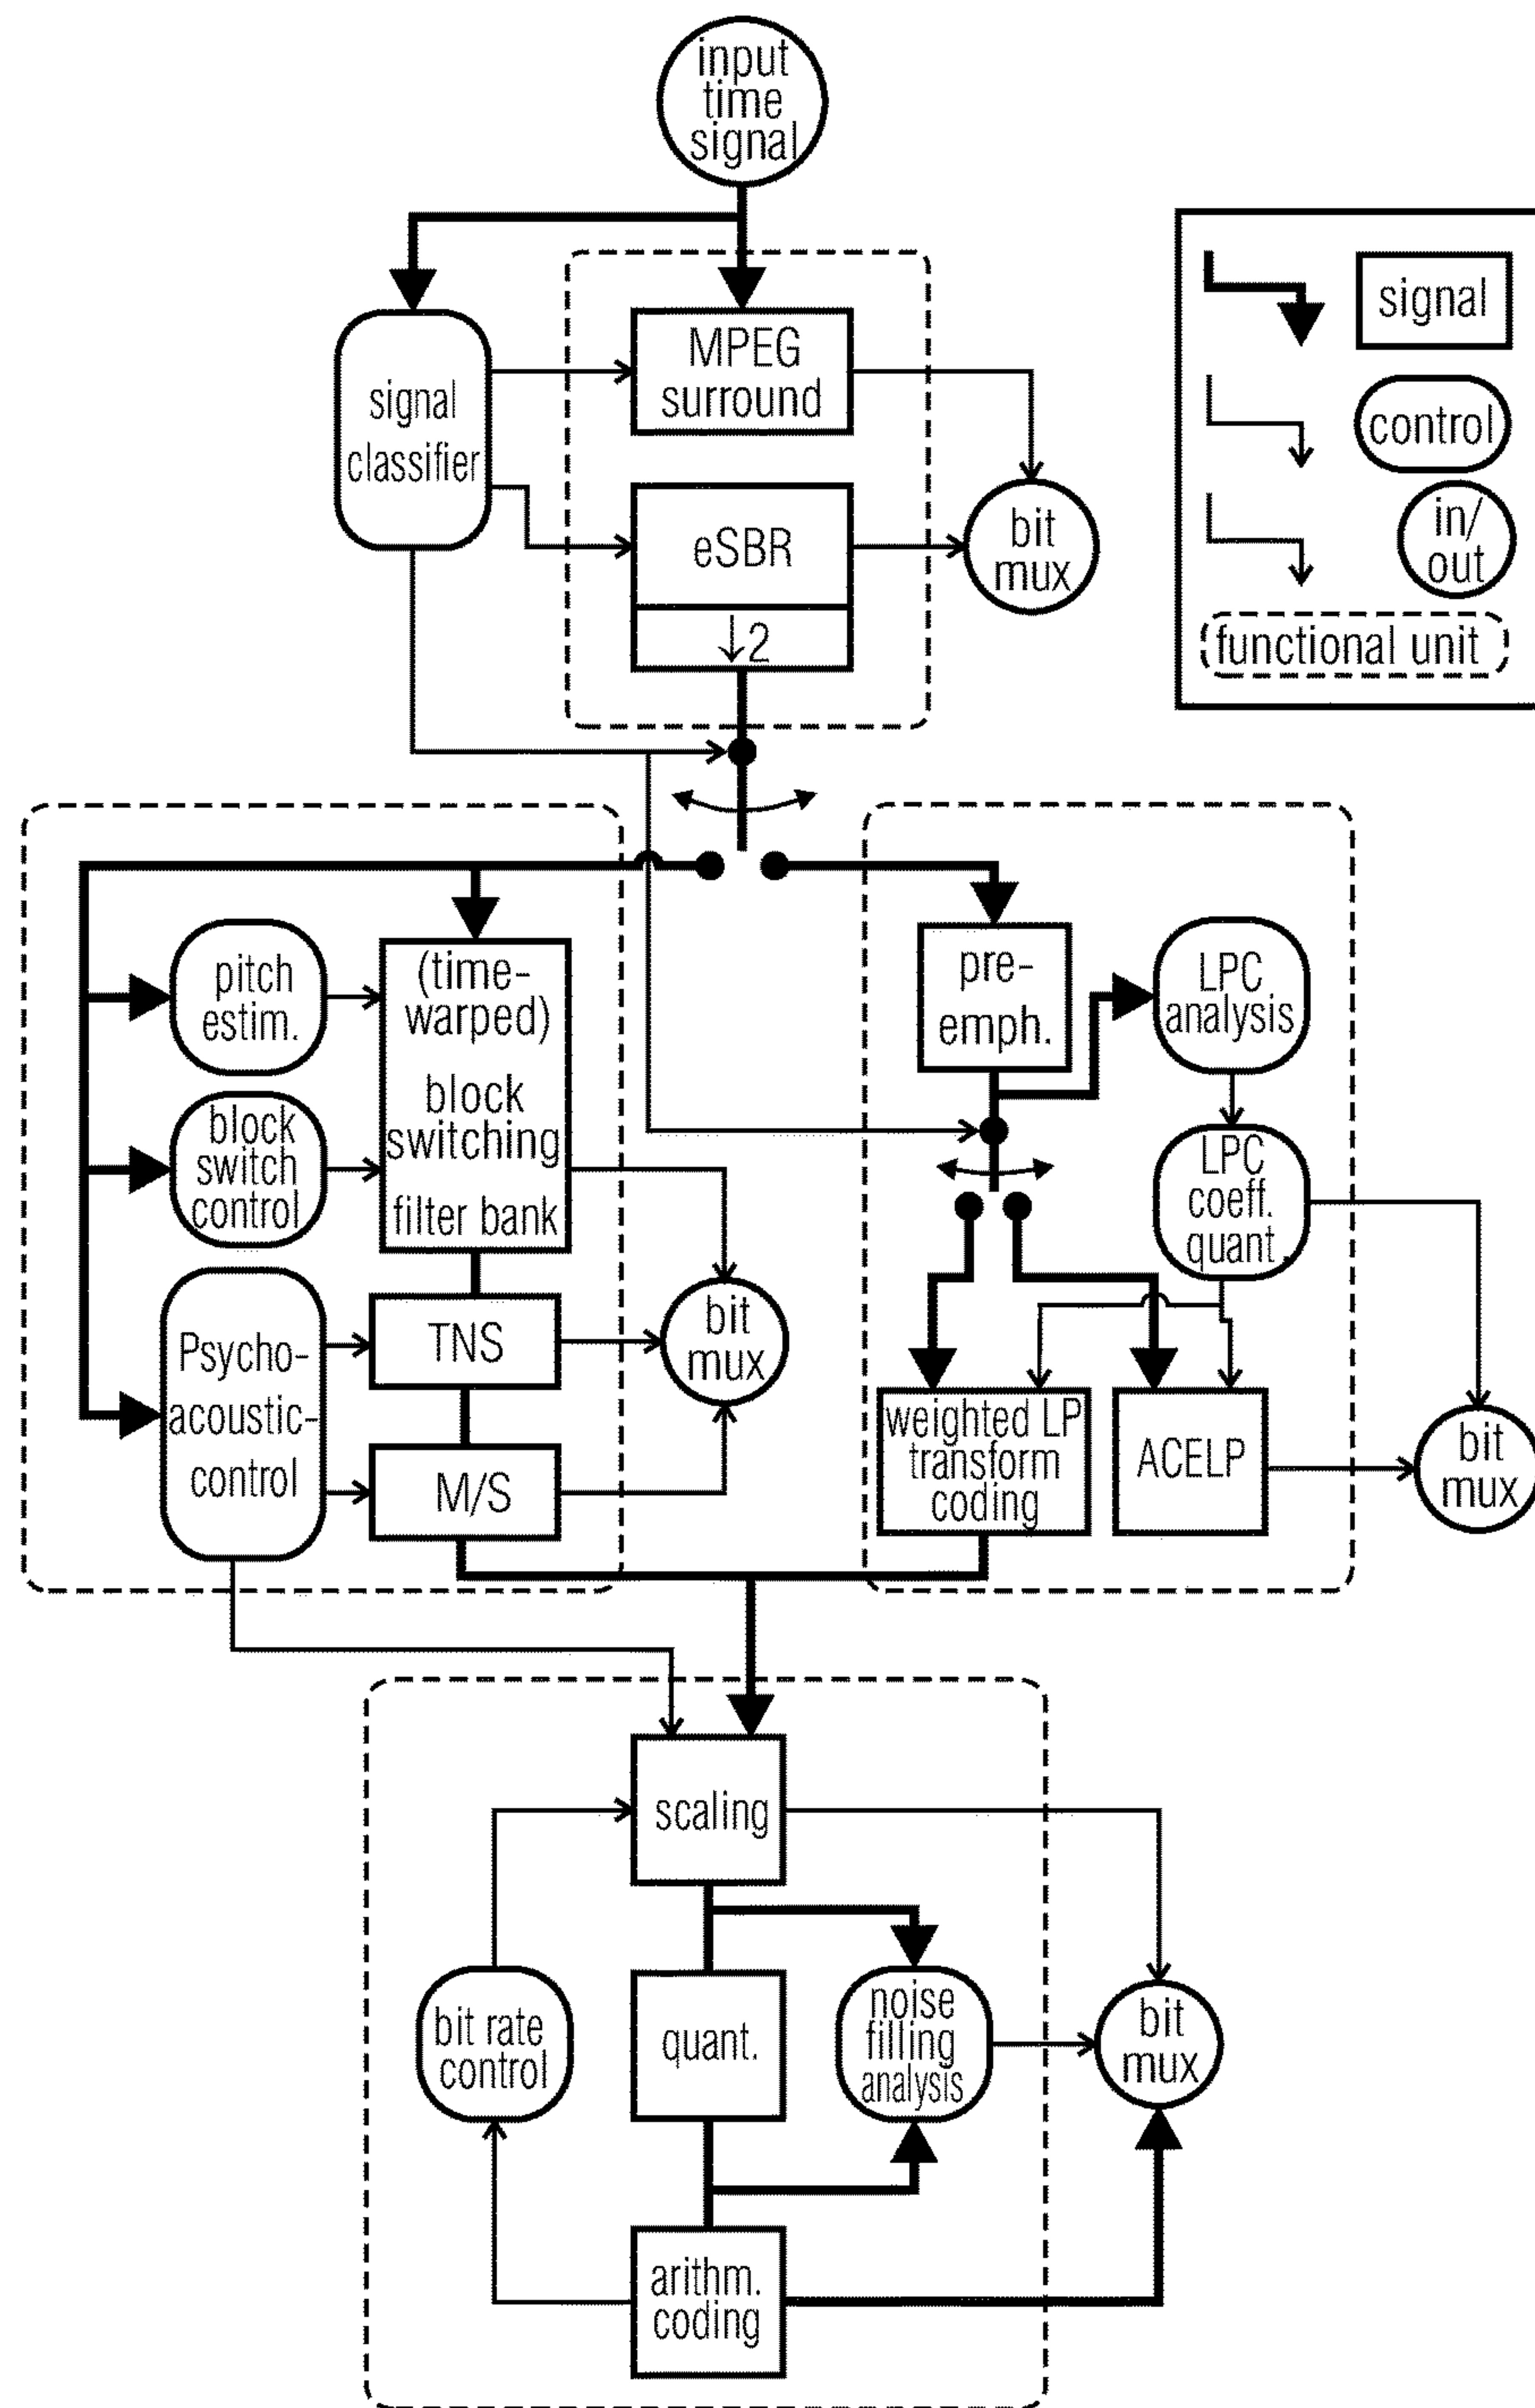 input
time
signal
signal
classifier
MPEG
surround
eSBR
↓2
bit
mux
signal
control
in/
out
functional unit
pitch
estim.
block
switch
control
Psycho-
acoustic-
control
(time-
warped)
block
switching
filter bank
TNS
M/S
bit
mux
pre-
emph.
LPC
analysis
LPC
coeff.
quant.
weighted LP
transform
coding
ACELP
bit
mux
scaling
bit rate
control
quant.
noise
filling
analysis
bit
mux
arithm.
coding